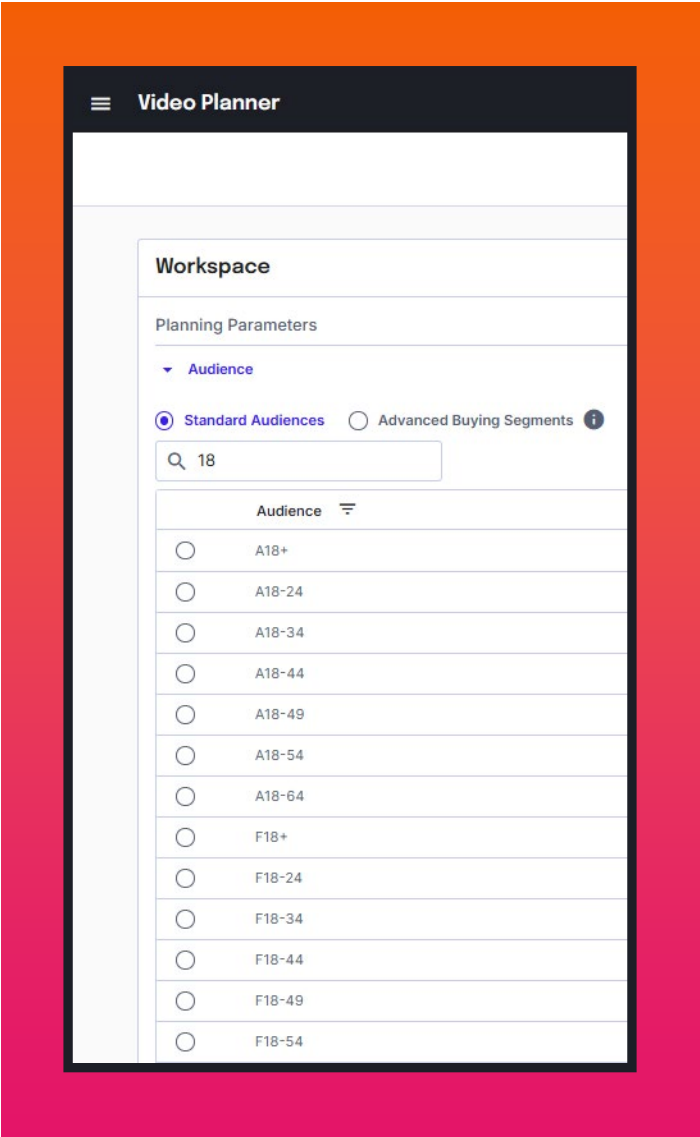 Video Planner
Workspace
Planning Parameters
Audience
Standard Audiences Advanced Buying Segments i
18
Audience
A18+
A18-24
A18-34
A18-44
A18-49
A18-54
A18-64
F18+
F18-24
F18-34
F18-44
F18-49
F18-54